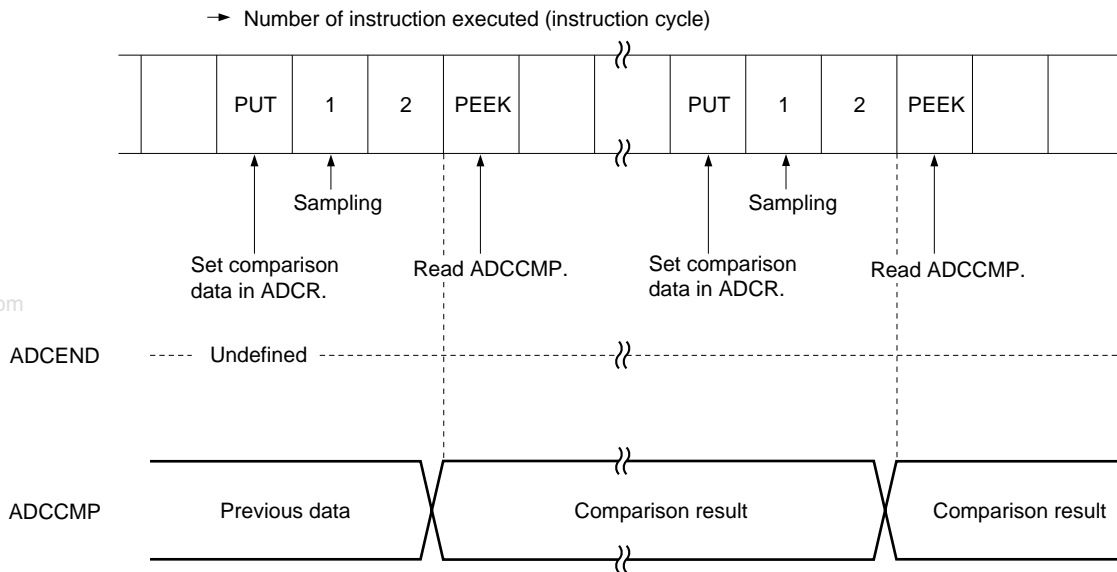 → Number of instruction executed (instruction cycle)
PUT 1 2 PEEK PUT 1 2 PEEK
Sampling Sampling
Set comparison Read ADCCMP. Set comparison Read ADCCMP.
data in ADCR. data in ADCR.
om
ADCEND Undefined
ADCCMP Previous data Comparison result Comparison result